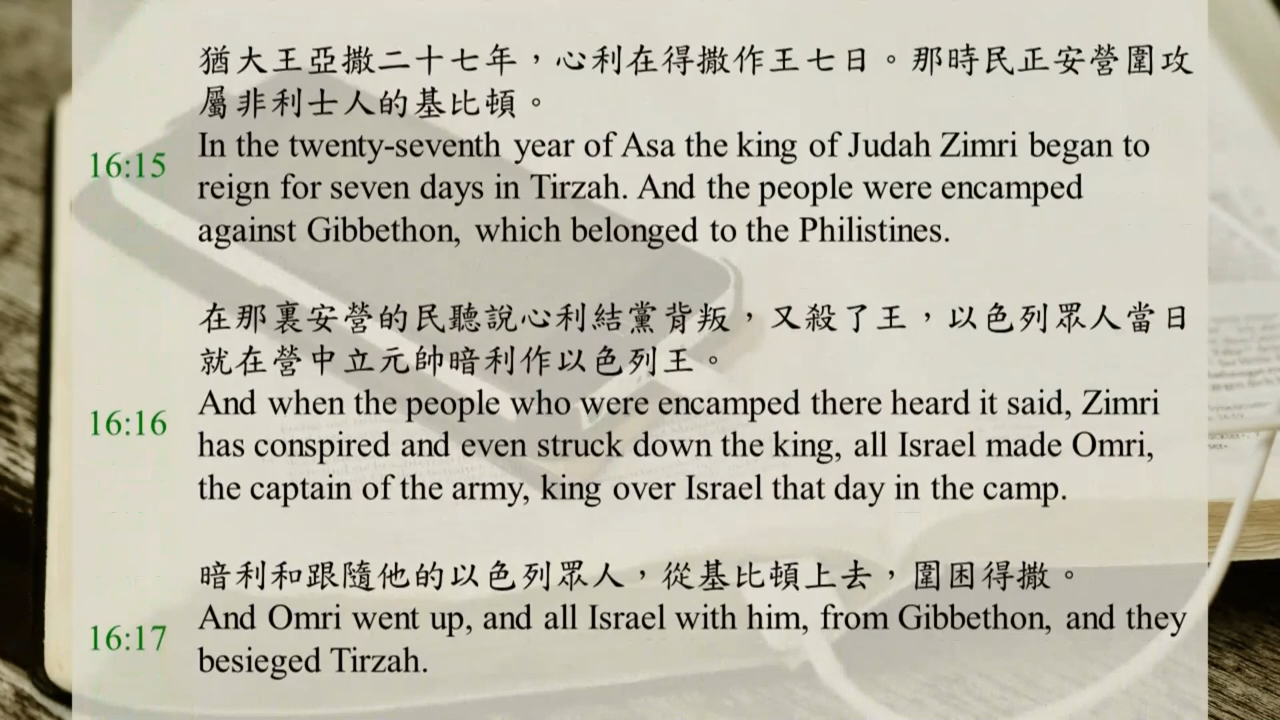 猶大王亞撒二十七年，心利在得撒作王七日。那時民正安營圍攻
屬非利士人的基比頓。
16:15
In the twenty-seventh year of Asa the king of Judah Zimri began to
reign for seven days in Tirzah. And the people were encamped
against Gibbethon, which belonged to the Philistines.
在那裏安營的民聽說心利結黨背叛，又殺了王，以色列眾人當日
就在營中立元帥暗利作以色列王。
16:16
And when the people who were encamped there heard it said, Zimri
has conspired and even struck down the king, all Israel made Omri,
the captain of the army, king over Israel that day in the camp.
暗利和跟隨他的以色列眾人，從基比頓上去，圍困得撒。
16:17
And Omri went up, and all Israel with him, from Gibbethon, and they
besieged Tirzah.